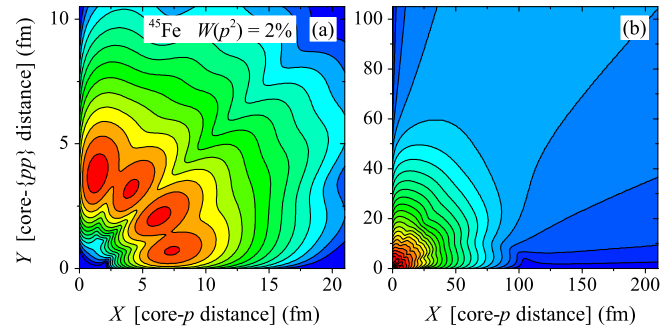 ⁴⁵Fe W(p²) = 2% (a)
Y [core-{pp} distance] (fm)
10
5
0
0 5 10 15 20
X [core-p distance] (fm)
(b)
100
80
60
40
20
0
0 50 100 150 200
X [core-p distance] (fm)